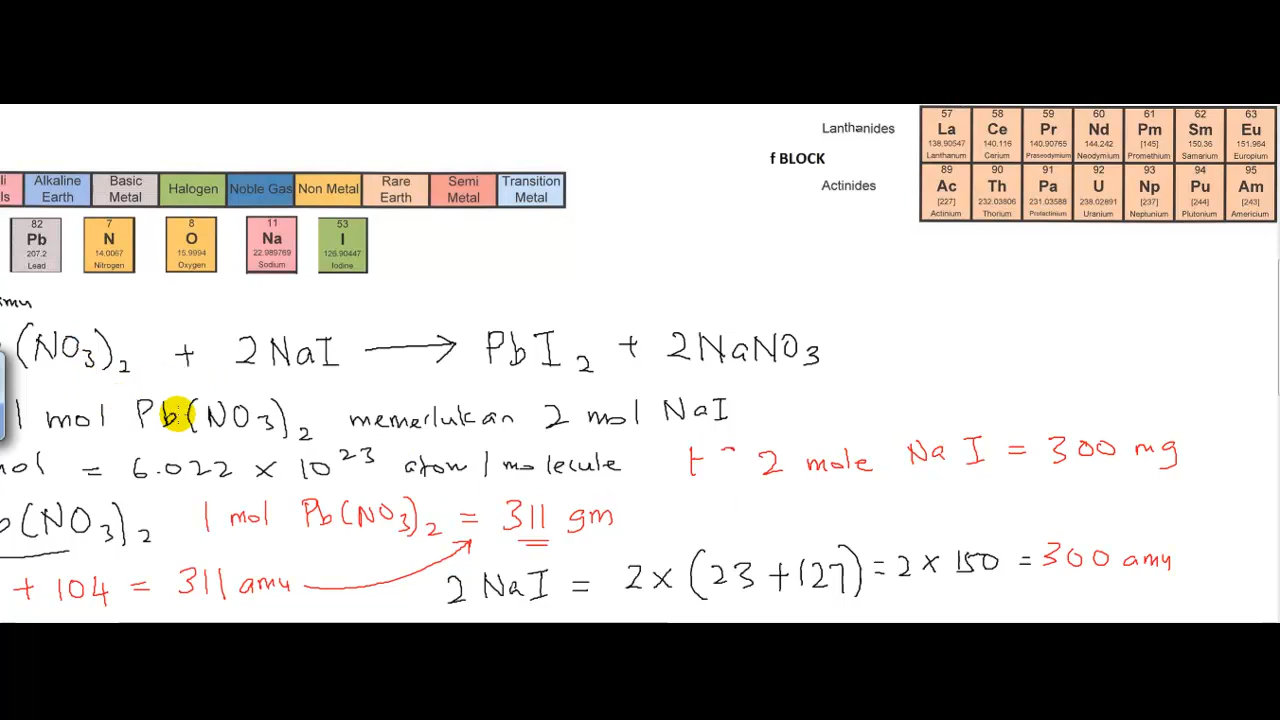 Lanthanides
57 58 59 60 61 62 63
La Ce Pr Nd Pm Sm Eu
138.90547 140.116 140.90765 144.242 [145] 150.36 151.964
Lanthanum Cerium Praseodymium Neodymium Promethium Samarium Europium
f BLOCK
Actinides
89 90 91 92 93 94 95
Ac Th Pa U Np Pu Am
[227] 232.03806 231.03588 238.02891 [237] [244] [243]
Actinium Thorium Protactinium Uranium Neptunium Plutonium Americium
li Alkaline Basic Halogen Noble Gas Non Metal Rare Semi Transition
ls Earth Metal Earth Metal Metal
82 7 8 11 53
Pb N O Na I
207.2 14.0067 15.9994 22.989769 126.90447
Lead Nitrogen Oxygen Sodium Iodine
(NO3)2 + 2NaI → PbI2 + 2NaNO3
1 mol Pb(NO3)2 memerlukan 2 mol NaI
mol = 6.022 × 10^23 atom / molecule
2 mole NaI = 300 mg
(NO3)2 1 mol Pb(NO3)2 = 311 gm
+ 104 = 311 amu
2 NaI = 2 × (23 + 127) = 2 × 150 = 300 amu